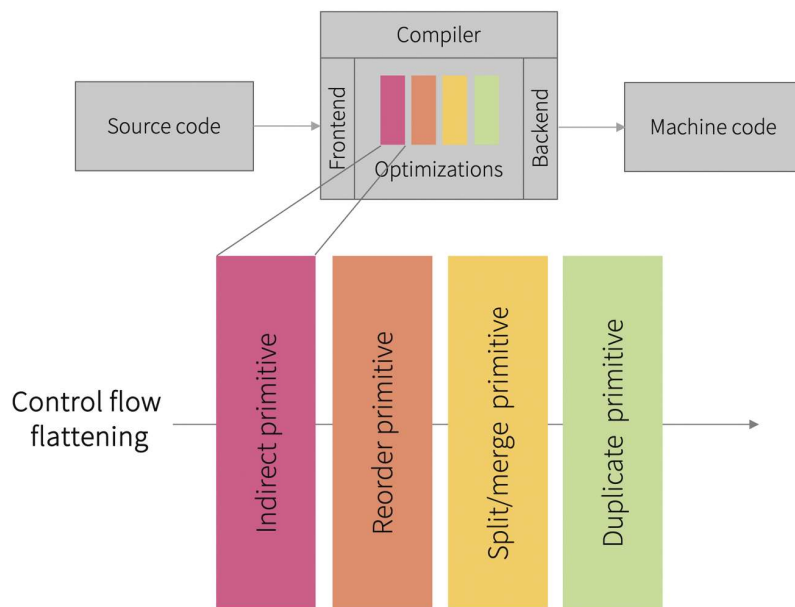 Compiler
Source code
Frontend
Optimizations
Backend
Machine code
Control flow
flattening
Indirect primitive
Reorder primitive
Split/merge primitive
Duplicate primitive